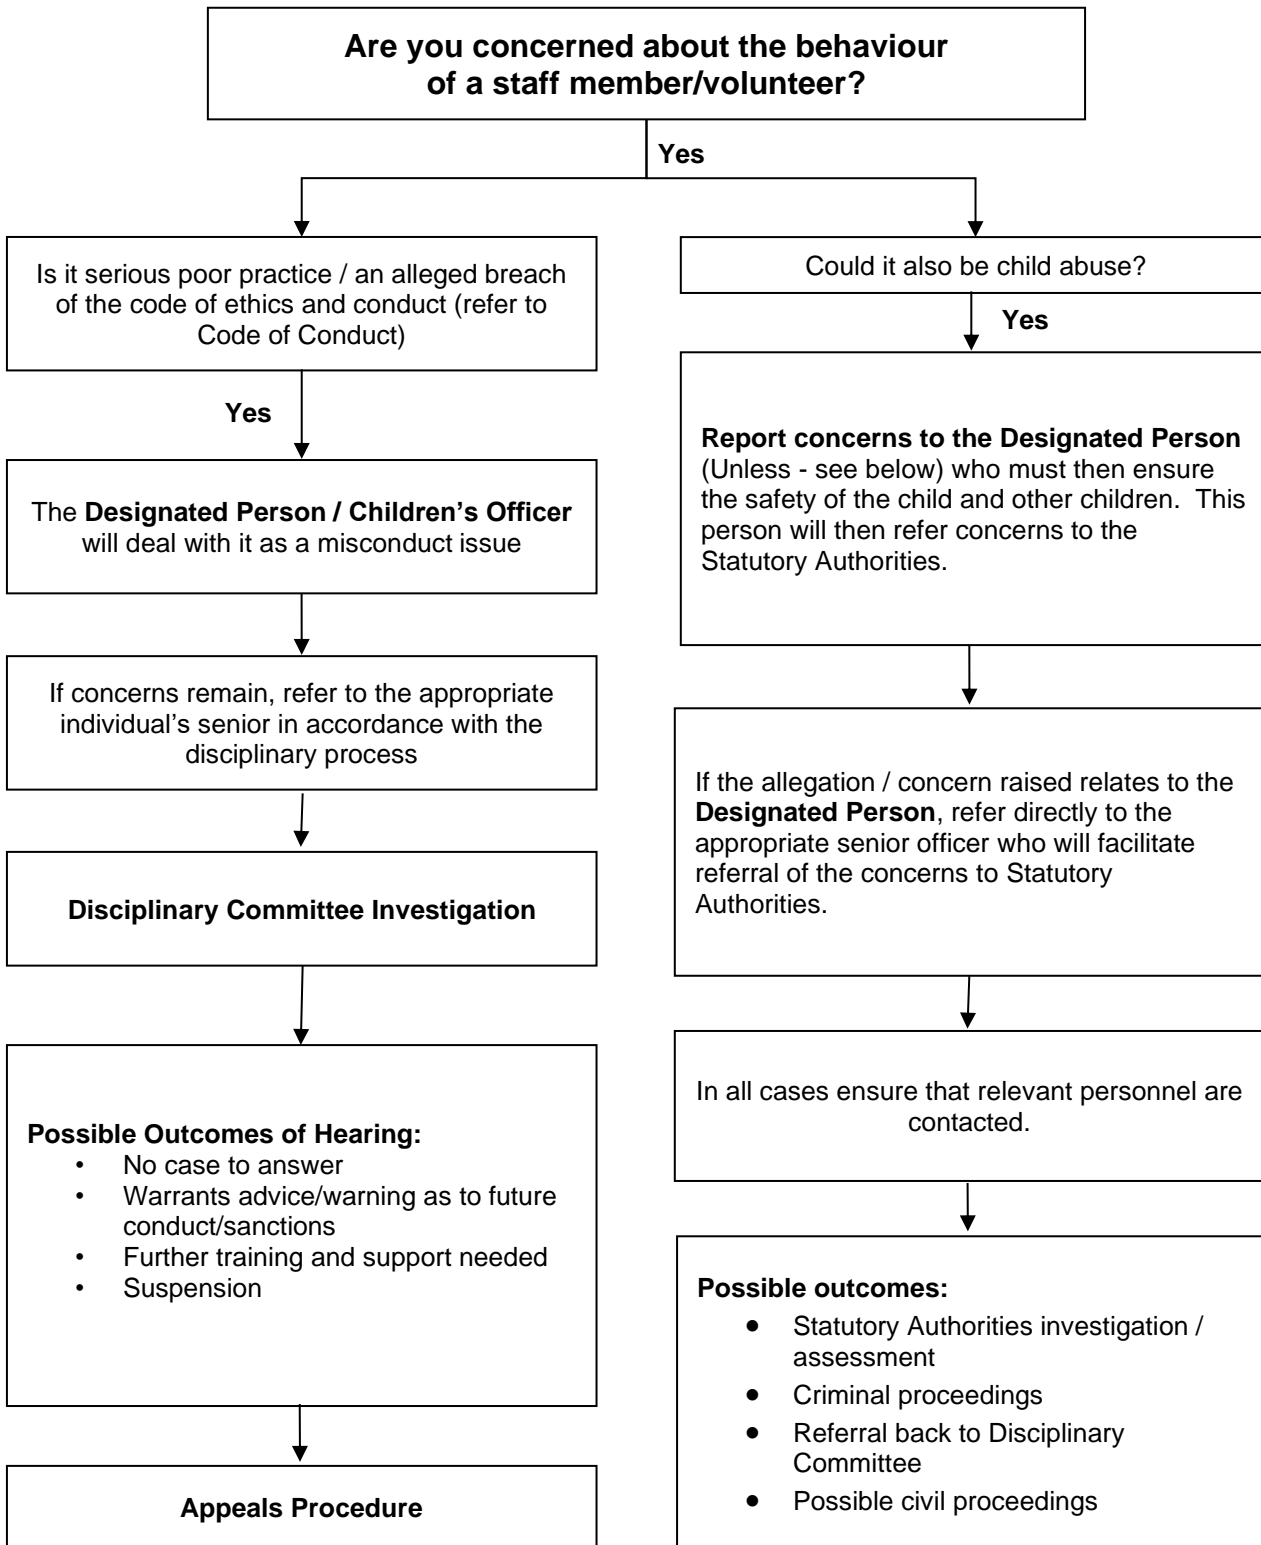 Are you concerned about the behaviour
of a staff member/volunteer?
Yes
Is it serious poor practice / an alleged breach
of the code of ethics and conduct (refer to
Code of Conduct)
Yes
The Designated Person / Children’s Officer
will deal with it as a misconduct issue
If concerns remain, refer to the appropriate
individual’s senior in accordance with the
disciplinary process
Disciplinary Committee Investigation
Possible Outcomes of Hearing:
• No case to answer
• Warrants advice/warning as to future
conduct/sanctions
• Further training and support needed
• Suspension
Appeals Procedure
Could it also be child abuse?
Yes
Report concerns to the Designated Person
(Unless - see below) who must then ensure
the safety of the child and other children. This
person will then refer concerns to the
Statutory Authorities.
If the allegation / concern raised relates to the
Designated Person, refer directly to the
appropriate senior officer who will facilitate
referral of the concerns to Statutory
Authorities.
In all cases ensure that relevant personnel are
contacted.
Possible outcomes:
● Statutory Authorities investigation /
assessment
● Criminal proceedings
● Referral back to Disciplinary
Committee
● Possible civil proceedings